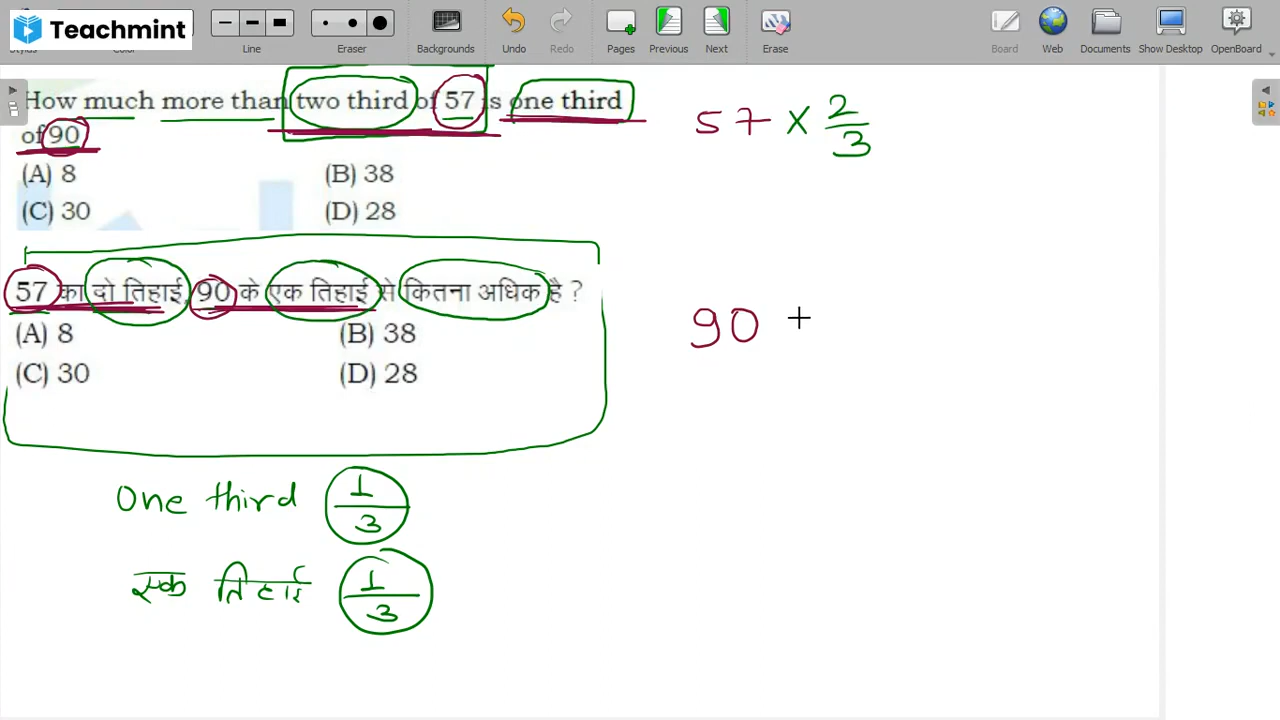 Teachmint
Line Eraser Backgrounds Undo Redo Pages Previous Next Erase Board Web Documents Show Desktop OpenBoard
How much more than two third of 57 is one third
of 90
(A) 8 (B) 38
(C) 30 (D) 28
57 का दो तिहाई, 90 के एक तिहाई से कितना अधिक है ?
(A) 8 (B) 38
(C) 30 (D) 28
One third 1/3
एक तिहाई 1/3
57 × 2/3
90